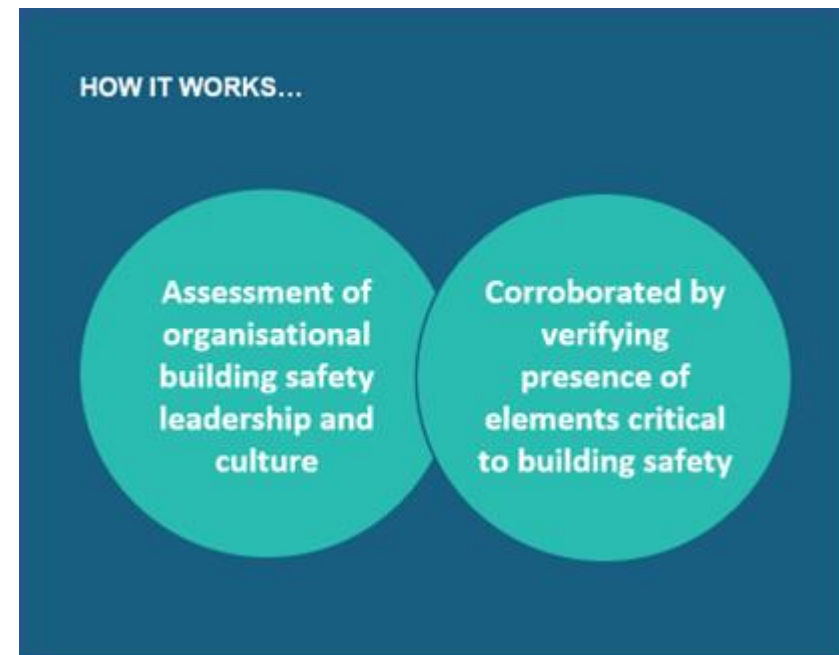 HOW IT WORKS...
Assessment of
organisational
building safety
leadership and
culture
Corroborated by
verifying
presence of
elements critical
to building safety